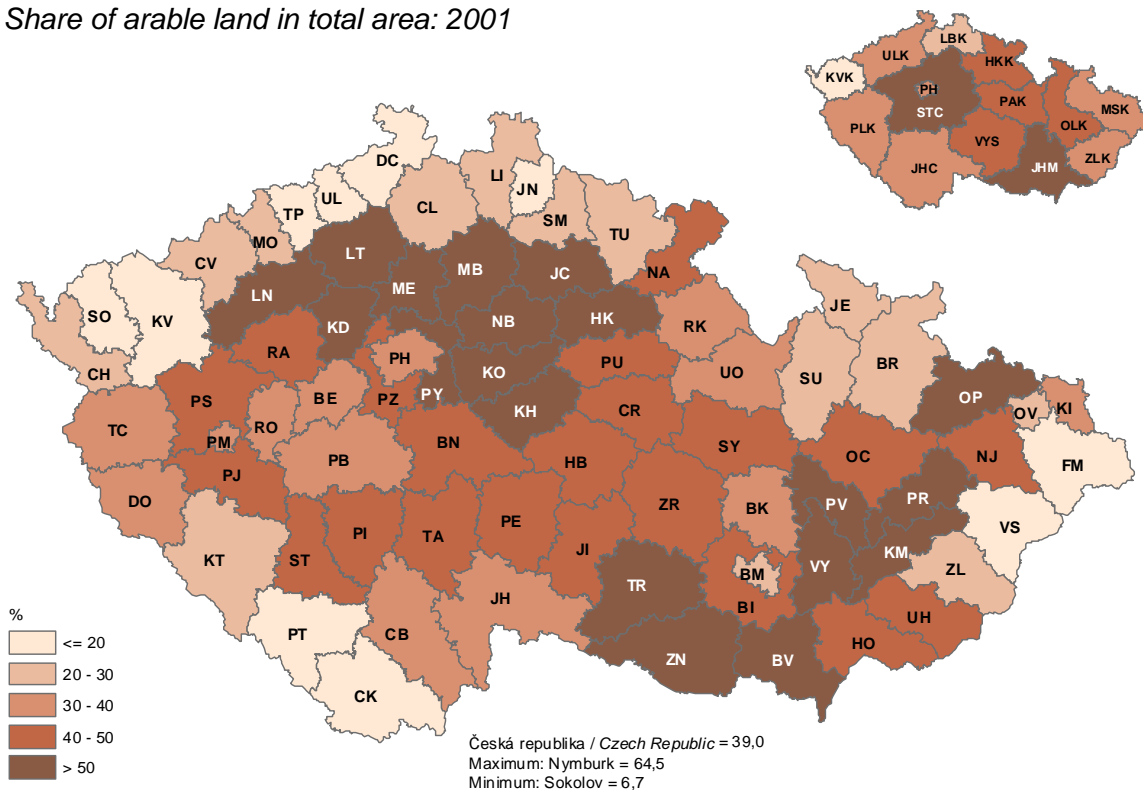 Share of arable land in total area: 2001
LBK
ULK
HKK
KVK
PH
PAK
MSK
STC
OLK
PLK
VYS
ZLK
JHC
JHM
DC
LI
JN
UL
TP
CL
SM
TU
MO
CV
LT
MB
JC
NA
ME
LN
JE
SO
KV
KD
NB
HK
RK
RA
PH
PU
BR
CH
KO
UO
SU
BE
PZ
PY
OP
PS
KH
CR
OV
KI
TC
RO
PM
BN
SY
OC
NJ
FM
PB
HB
PJ
DO
PR
ZR
BK
PV
VS
PI
TA
PE
KT
ST
JI
KM
VY
ZL
BM
TR
JH
BI
UH
%
PT
CB
HO
<= 20
ZN
BV
20 - 30
CK
30 - 40
40 - 50
> 50
Česká republika / Czech Republic = 39,0
Maximum: Nymburk = 64,5
Minimum: Sokolov = 6,7